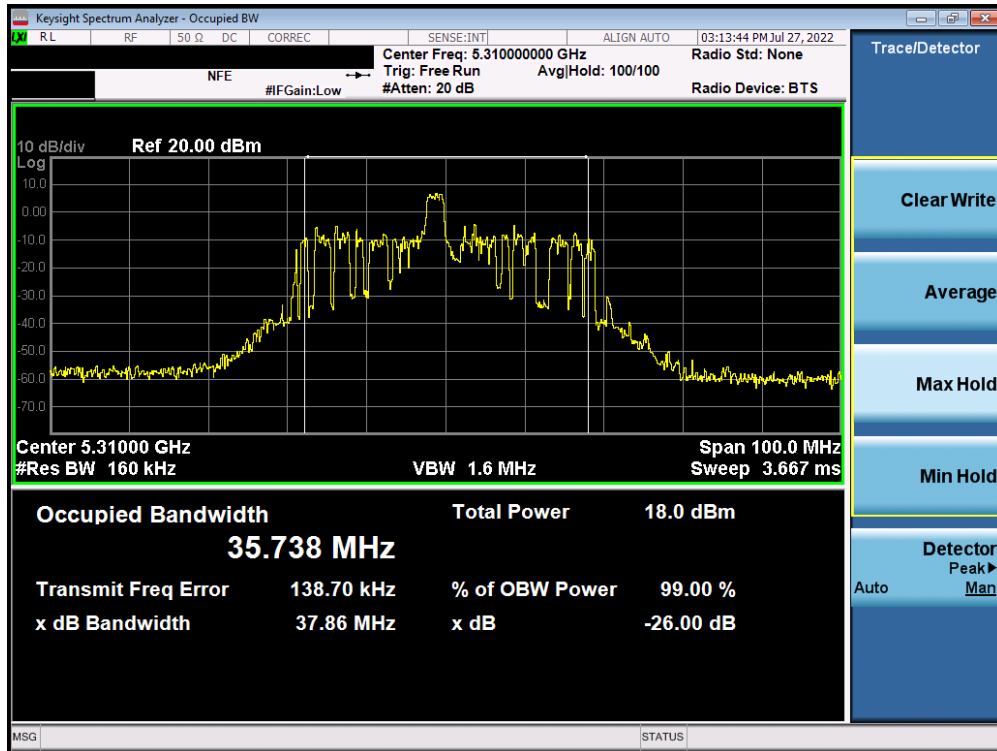 Keysight Spectrum Analyzer - Occupied BW
LXI RL RF 50 Ω DC CORREC SENSE:INT ALIGN AUTO 03:13:44 PM Jul 27, 2022
Center Freq: 5.310000000 GHz Radio Std: None
NFE Trig: Free Run Avg|Hold: 100/100
#IFGain:Low #Atten: 20 dB Radio Device: BTS
10 dB/div Ref 20.00 dBm
Log
10.0
0.00
-10.0
-20.0
-30.0
-40.0
-50.0
-60.0
-70.0
Center 5.31000 GHz Span 100.0 MHz
#Res BW 160 kHz VBW 1.6 MHz Sweep 3.667 ms
Occupied Bandwidth Total Power 18.0 dBm
35.738 MHz
Transmit Freq Error 138.70 kHz % of OBW Power 99.00 %
x dB Bandwidth 37.86 MHz x dB -26.00 dB
MSG STATUS
Trace/Detector
Clear Write
Average
Max Hold
Min Hold
Detector
Peak▶
Auto Man